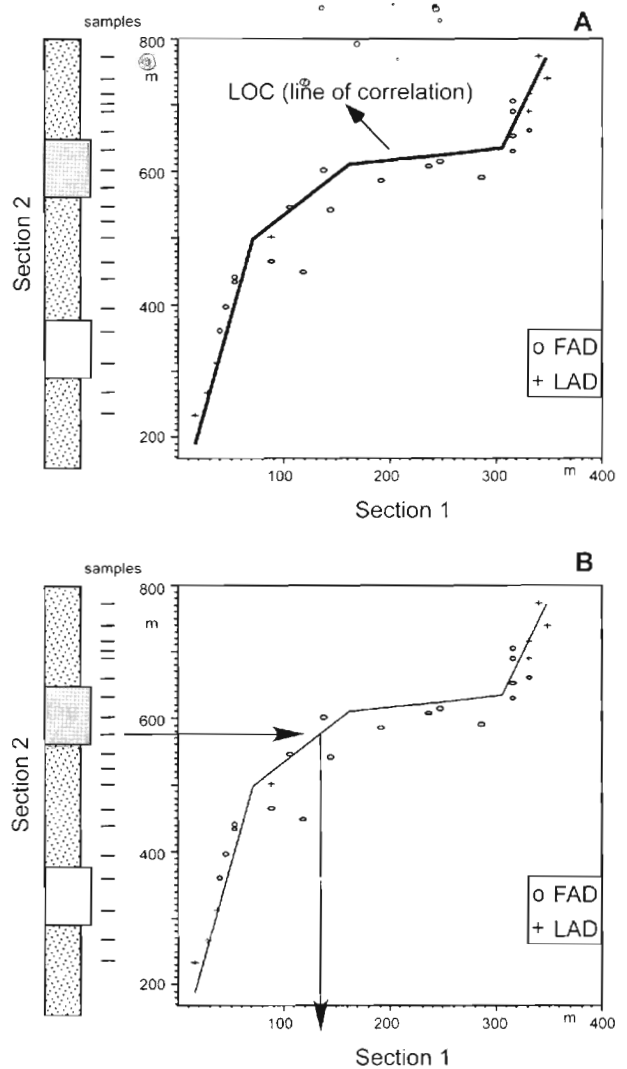 samples
A
800
m
LOC (line of correlation)
600
Section 2
400
o FAD
+ LAD
200
100
200
300
m
400
Section 1
samples
B
800
m
600
Section 2
400
o FAD
+ LAD
200
100
200
300
m
400
Section 1